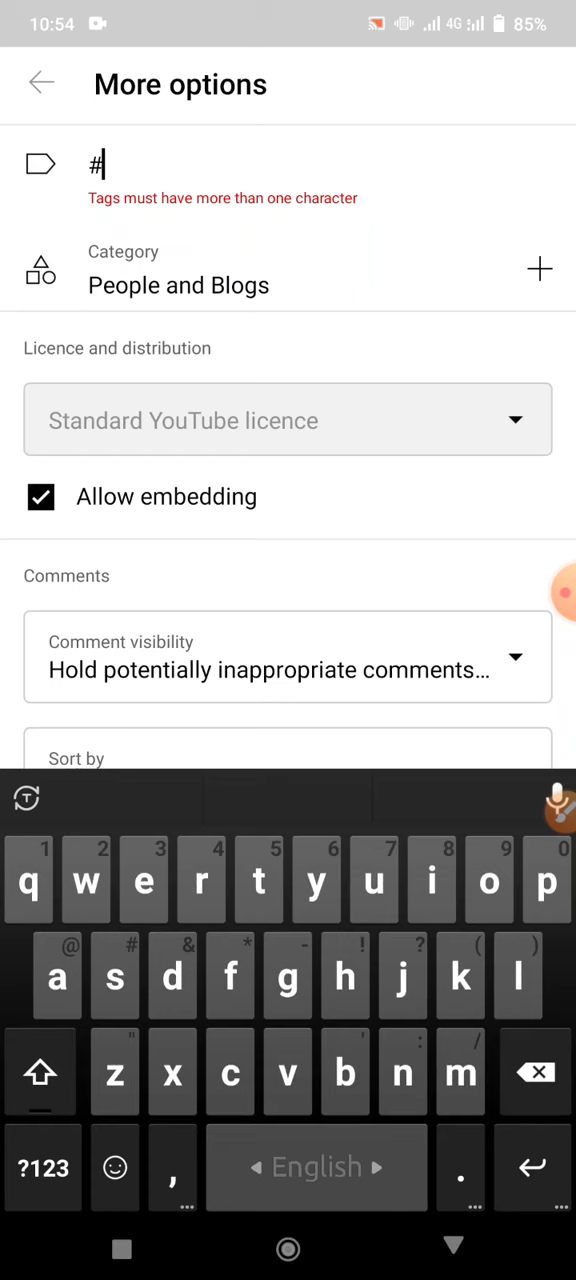 10:54 4G 85%
More options
#
Tags must have more than one character
Category
People and Blogs
Licence and distribution
Standard YouTube licence
Allow embedding
Comments
Comment visibility
Hold potentially inappropriate comments...
Sort by
T
1 2 3 4 5 6 7 8 9 0
q w e r t y u i o p
@ # & * - ! ? ( )
a s d f g h j k l
" ' : /
z x c v b n m
?123 , English .